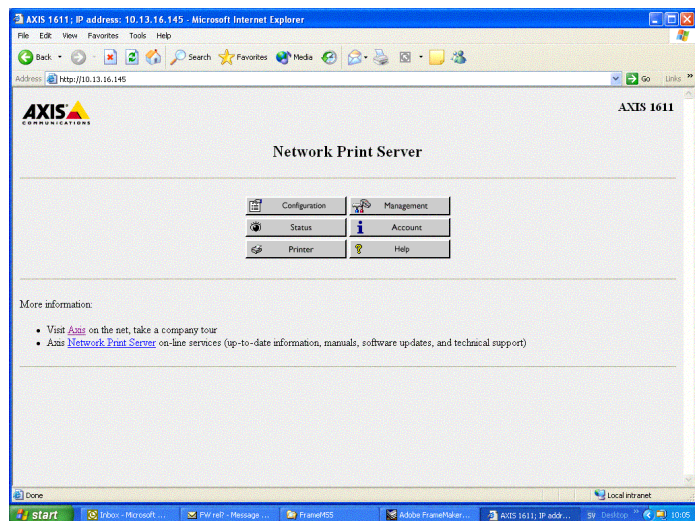 AXIS 1611; IP address: 10.13.16.145 - Microsoft Internet Explorer
File Edit View Favorites Tools Help
Back Search Favorites Media
Address http://10.13.16.145 Go Links »
AXIS COMMUNICATIONS
AXIS 1611
Network Print Server
Configuration Management
Status Account
Printer Help
More information:
• Visit Axis on the net, take a company tour
• Axis Network Print Server on-line services (up-to-date information, manuals, software updates, and technical support)
Done Local intranet
start Inbox - Microsoft ... FW reP - Message ... FrameM55 Adobe FrameMaker... AXIS 1611; IP addr... SV Desktop » 10:05